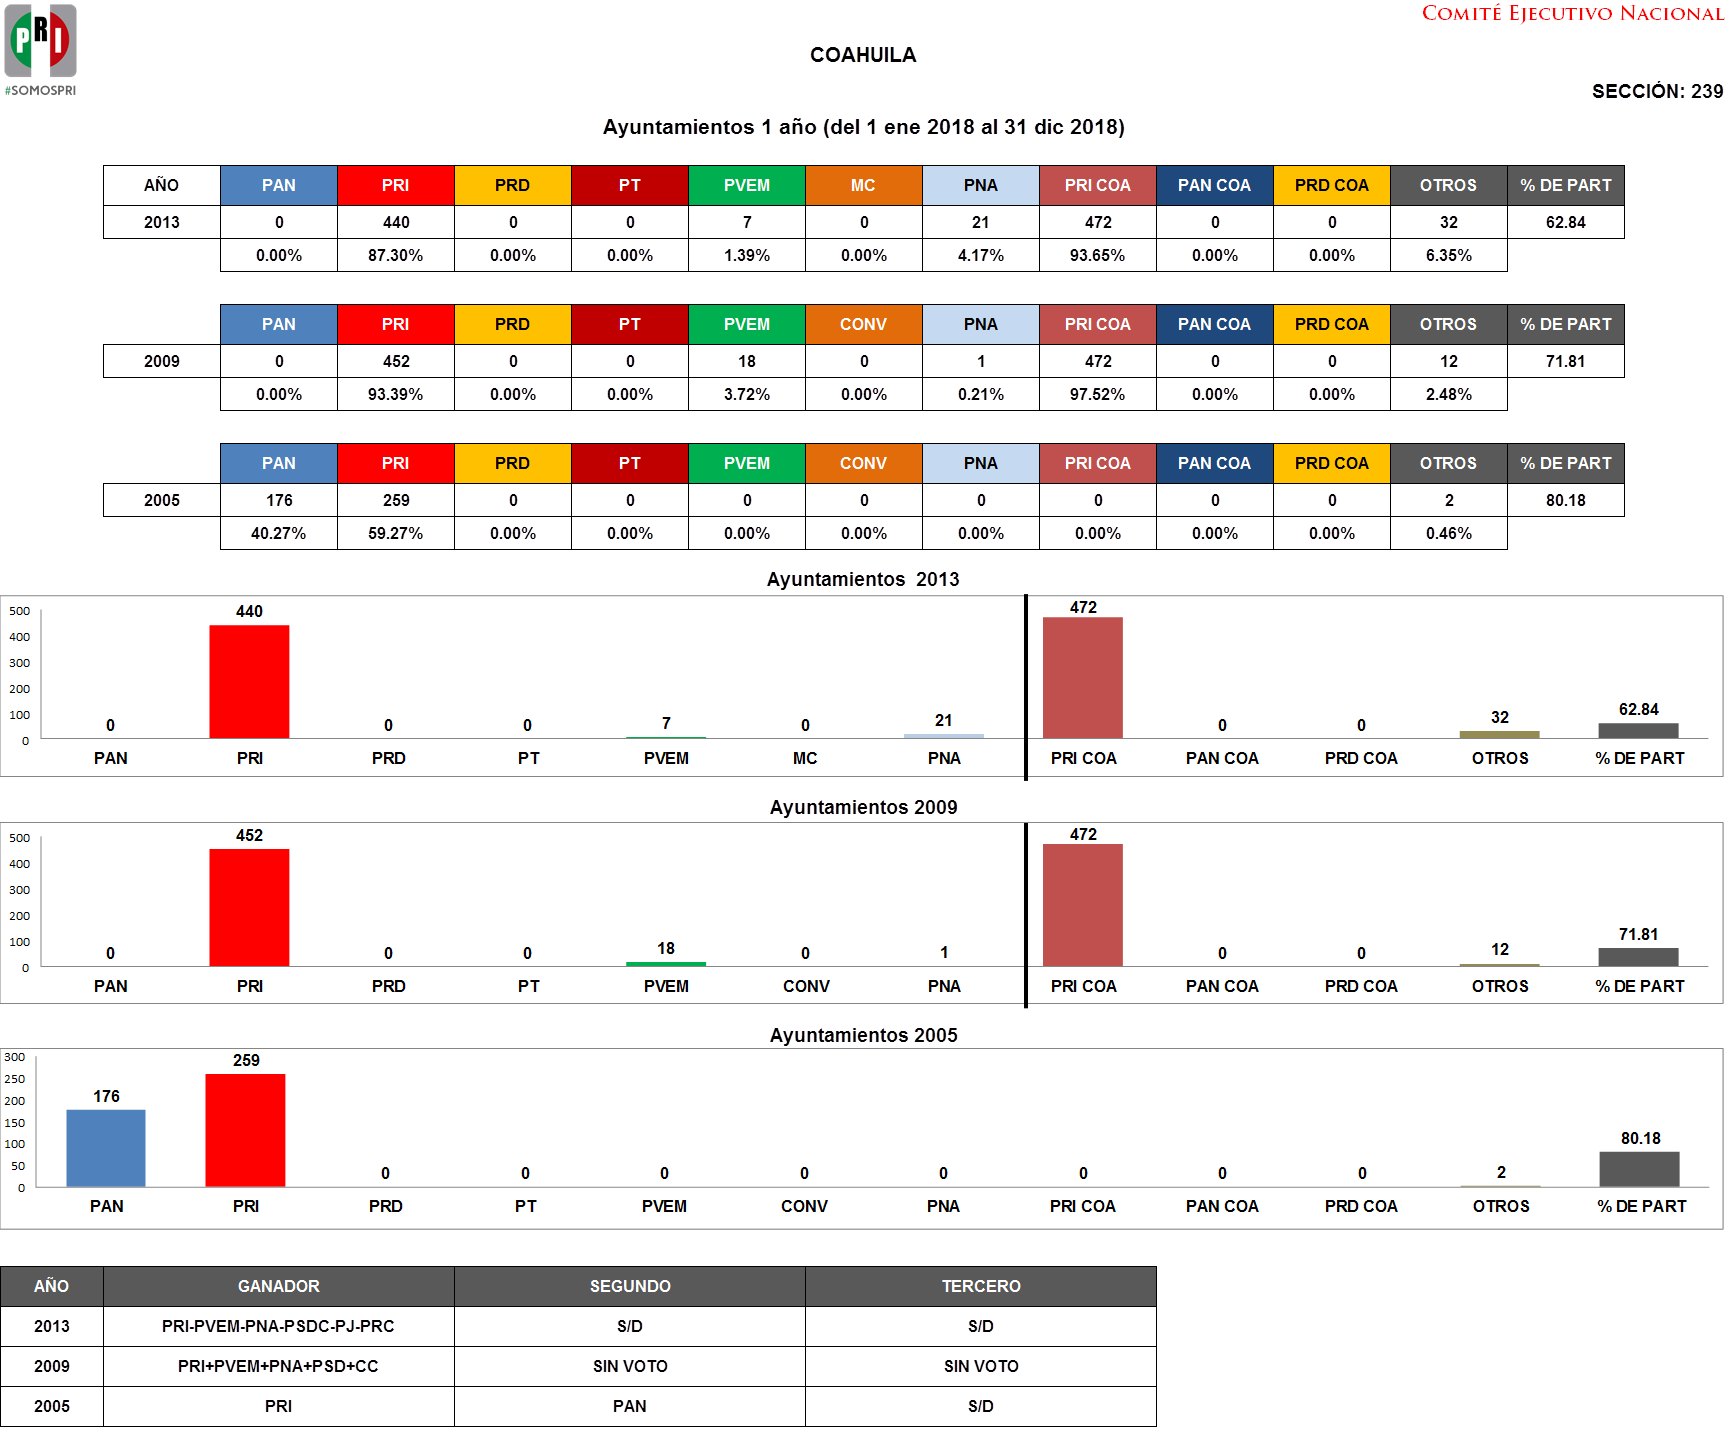 COMITÉ EJECUTIVO NACIONAL
PRI
#SOMOSPRI
COAHUILA
SECCIÓN: 239
Ayuntamientos 1 año (del 1 ene 2018 al 31 dic 2018)
AÑO PAN PRI PRD PT PVEM MC PNA PRI COA PAN COA PRD COA OTROS % DE PART
2013 0 440 0 0 7 0 21 472 0 0 32 62.84
0.00% 87.30% 0.00% 0.00% 1.39% 0.00% 4.17% 93.65% 0.00% 0.00% 6.35%
PAN PRI PRD PT PVEM CONV PNA PRI COA PAN COA PRD COA OTROS % DE PART
2009 0 452 0 0 18 0 1 472 0 0 12 71.81
0.00% 93.39% 0.00% 0.00% 3.72% 0.00% 0.21% 97.52% 0.00% 0.00% 2.48%
PAN PRI PRD PT PVEM CONV PNA PRI COA PAN COA PRD COA OTROS % DE PART
2005 176 259 0 0 0 0 0 0 0 0 2 80.18
40.27% 59.27% 0.00% 0.00% 0.00% 0.00% 0.00% 0.00% 0.00% 0.00% 0.46%
Ayuntamientos 2013
500
400
300
200
100
0
0 440 0 0 7 0 21 472 0 0 32 62.84
PAN PRI PRD PT PVEM MC PNA PRI COA PAN COA PRD COA OTROS % DE PART
Ayuntamientos 2009
500
400
300
200
100
0
0 452 0 0 18 0 1 472 0 0 12 71.81
PAN PRI PRD PT PVEM CONV PNA PRI COA PAN COA PRD COA OTROS % DE PART
Ayuntamientos 2005
300
250
200
150
100
50
0
176 259 0 0 0 0 0 0 0 0 2 80.18
PAN PRI PRD PT PVEM CONV PNA PRI COA PAN COA PRD COA OTROS % DE PART
AÑO GANADOR SEGUNDO TERCERO
2013 PRI-PVEM-PNA-PSDC-PJ-PRC S/D S/D
2009 PRI+PVEM+PNA+PSD+CC SIN VOTO SIN VOTO
2005 PRI PAN S/D